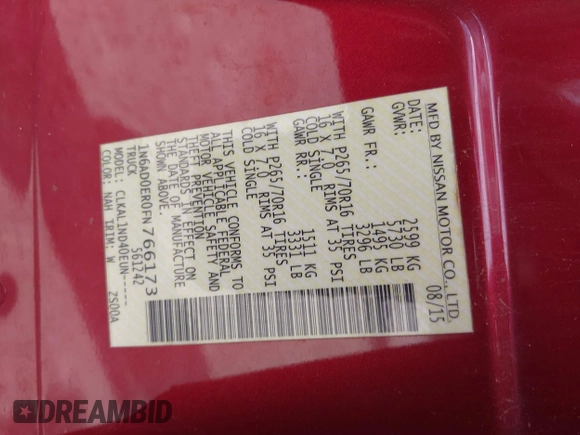 MFD BY NISSAN MOTOR CO., LTD.
DATE: 08/15
GVWR: 2599 KG
5730 LB
GAWR FR.: 1495 KG
3296 LB
WITH P265/70R16 TIRES
16 X 7.0 RIMS AT 35 PSI
COLD SINGLE
GAWR RR.: 1511 KG
3331 LB
WITH P265/70R16 TIRES
16 X 7.0 RIMS AT 35 PSI
COLD SINGLE
THIS VEHICLE CONFORMS TO
ALL APPLICABLE FEDERAL
MOTOR VEHICLE SAFETY AND
THEFT PREVENTION
STANDARDS IN EFFECT ON
THE DATE OF MANUFACTURE
SHOWN ABOVE.
1N6AD0ER0FN766173
TRUCK 561242
MODEL: CLKAL1ND40EUN-----
COLOR: NAH TRIM: W ZS00A
DREAMBID